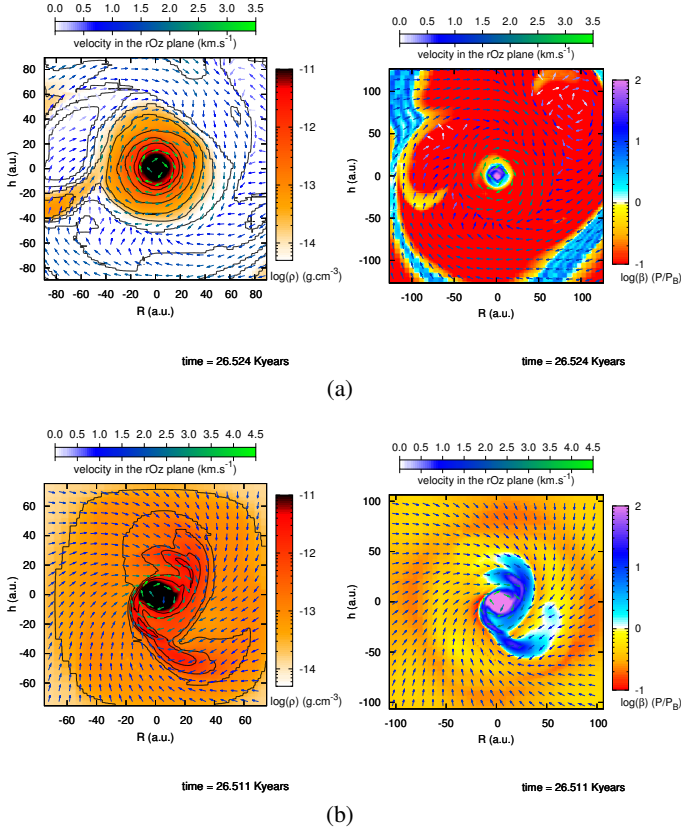 0.0 0.5 1.0 1.5 2.0 2.5 3.0 3.5
velocity in the rOz plane (km.s⁻¹)
80
60
40
20
0
-20
-40
-60
-80
h (a.u.)
-80 -60 -40 -20 0 20 40 60 80
R (a.u.)
-11
-12
-13
-14
log(ρ) (g.cm⁻³)
time = 26.524 Kyears
0.0 0.5 1.0 1.5 2.0 2.5 3.0 3.5
velocity in the rOz plane (km.s⁻¹)
100
50
0
-50
-100
h (a.u.)
-100 -50 0 50 100
R (a.u.)
2
1
0
-1
log(β) (P/P_B)
time = 26.524 Kyears
(a)
0.0 0.5 1.0 1.5 2.0 2.5 3.0 3.5 4.0 4.5
velocity in the rOz plane (km.s⁻¹)
60
40
20
0
-20
-40
-60
h (a.u.)
-60 -40 -20 0 20 40 60
R (a.u.)
-11
-12
-13
-14
log(ρ) (g.cm⁻³)
time = 26.511 Kyears
0.0 0.5 1.0 1.5 2.0 2.5 3.0 3.5 4.0 4.5
velocity in the rOz plane (km.s⁻¹)
100
50
0
-50
-100
h (a.u.)
-100 -50 0 50 100
R (a.u.)
2
1
0
-1
log(β) (P/P_B)
time = 26.511 Kyears
(b)